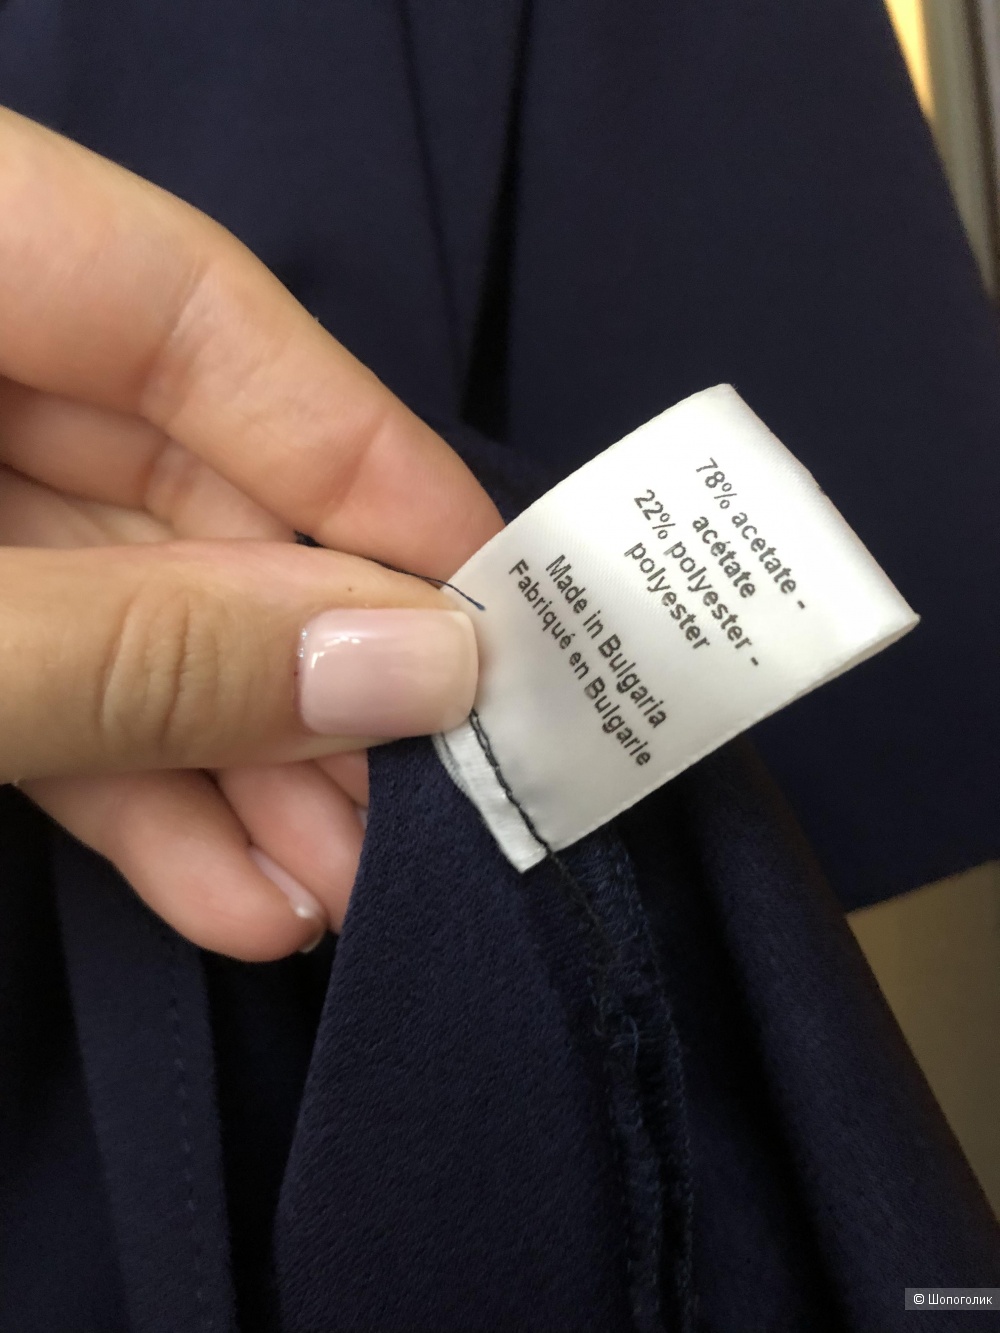 78% acetate -
acétate
22% polyester -
polyester
Made in Bulgaria
Fabriqué en Bulgarie
© Шопоголик